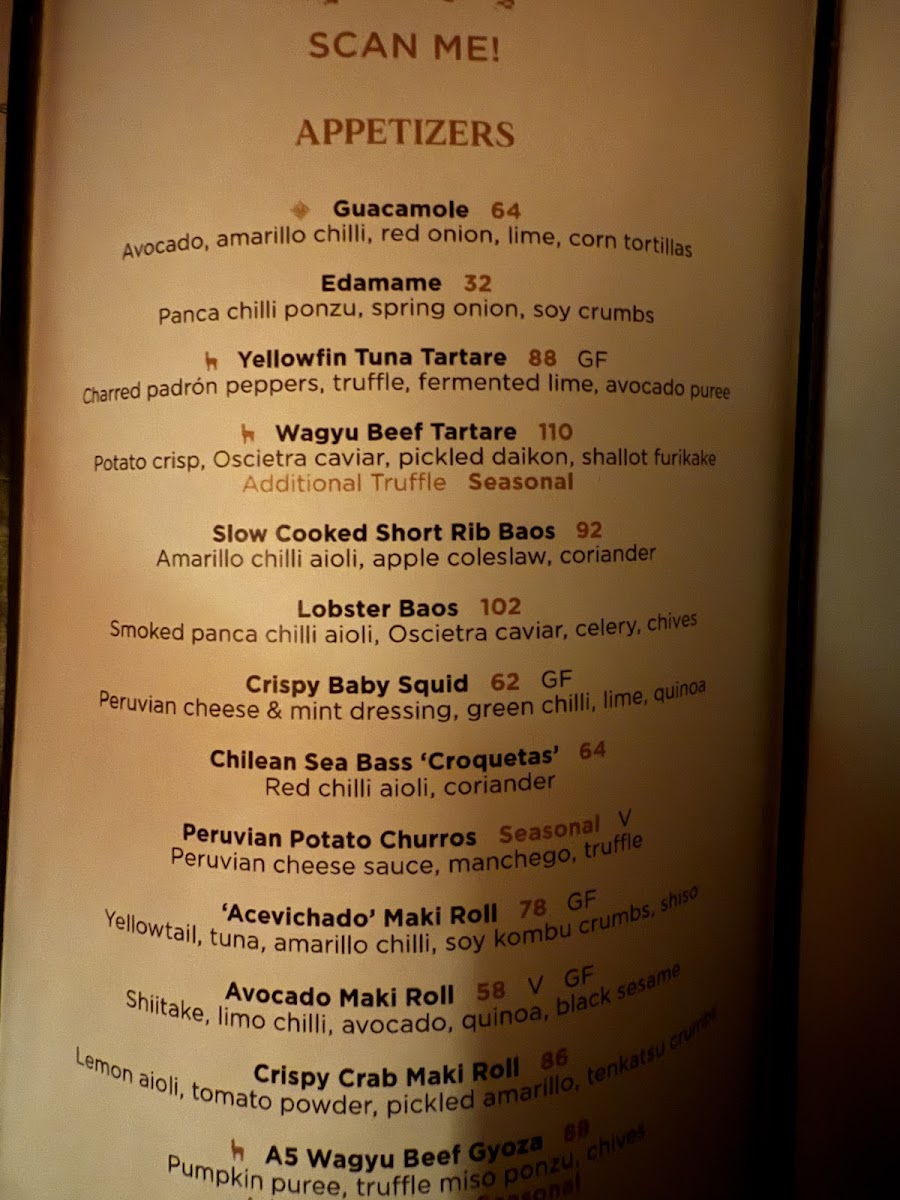 SCAN ME!
APPETIZERS
Guacamole 64
Avocado, amarillo chilli, red onion, lime, corn tortillas
Edamame 32
Panca chilli ponzu, spring onion, soy crumbs
Yellowfin Tuna Tartare 88 GF
Charred padrón peppers, truffle, fermented lime, avocado puree
Wagyu Beef Tartare 110
Potato crisp, Oscietra caviar, pickled daikon, shallot furikake
Additional Truffle Seasonal
Slow Cooked Short Rib Baos 92
Amarillo chilli aioli, apple coleslaw, coriander
Lobster Baos 102
Smoked panca chilli aioli, Oscietra caviar, celery, chives
Crispy Baby Squid 62 GF
Peruvian cheese & mint dressing, green chilli, lime, quinoa
Chilean Sea Bass ‘Croquetas’ 64
Red chilli aioli, coriander
Peruvian Potato Churros Seasonal V
Peruvian cheese sauce, manchego, truffle
‘Acevichado’ Maki Roll 78 GF
Yellowtail, tuna, amarillo chilli, soy kombu crumbs, shiso
Avocado Maki Roll 58 V GF
Shiitake, limo chilli, avocado, quinoa, black sesame
Crispy Crab Maki Roll 86
Lemon aioli, tomato powder, pickled amarillo, tenkatsu crumbs
A5 Wagyu Beef Gyoza 88
Pumpkin puree, truffle miso ponzu, chives
Seasonal